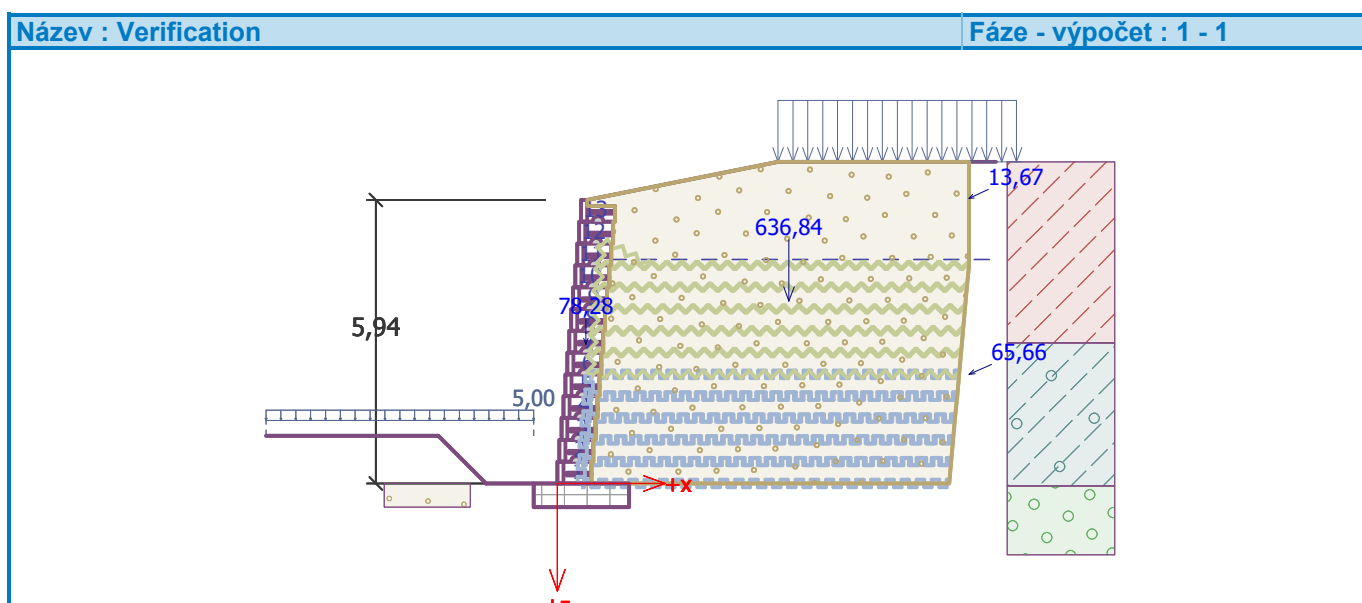 Název : Verification
Fáze - výpočet : 1 - 1
13,67
636,84
78,28
5,94
65,66
5,00
+x